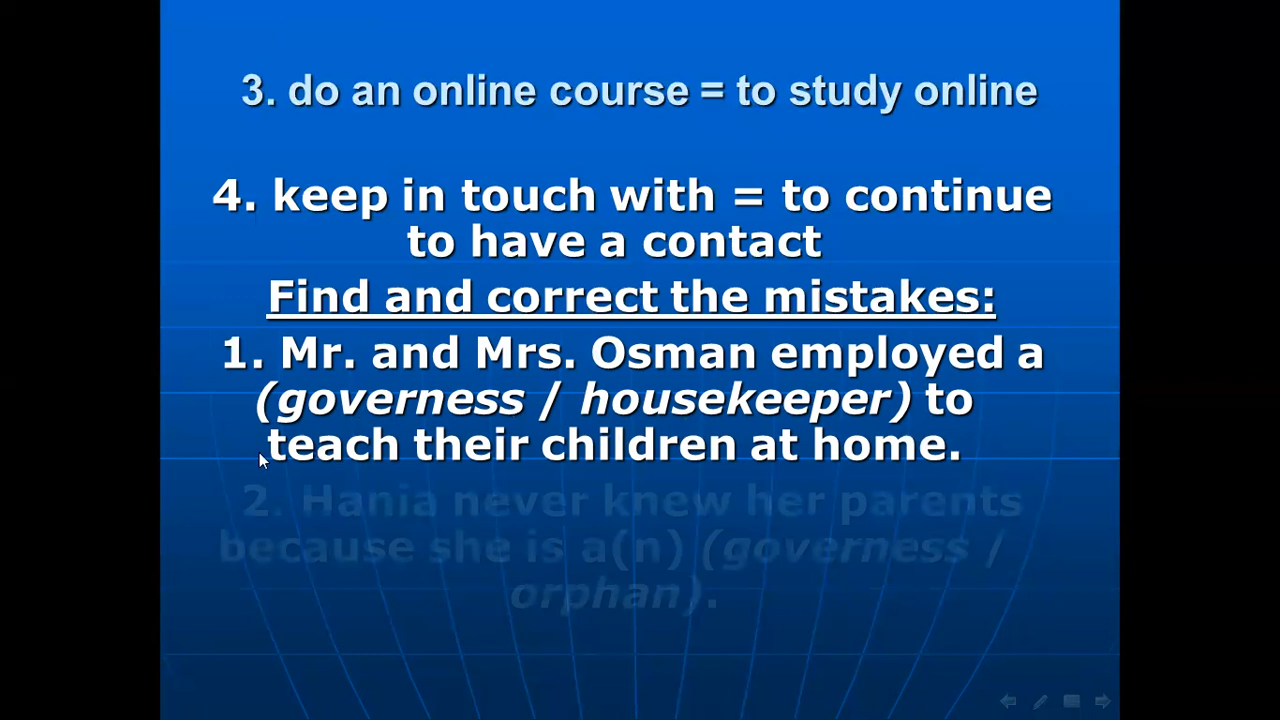 3. do an online course = to study online
4. keep in touch with = to continue
to have a contact
Find and correct the mistakes:
1. Mr. and Mrs. Osman employed a
(governess / housekeeper) to
teach their children at home.
2. Hania never knew her parents
because she is a(n) (governess /
orphan).